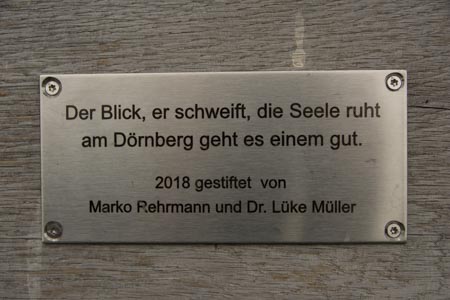 Der Blick, er schweift, die Seele ruht
am Dörnberg geht es einem gut.
2018 gestiftet von
Marko Rehrmann und Dr. Lüke Müller